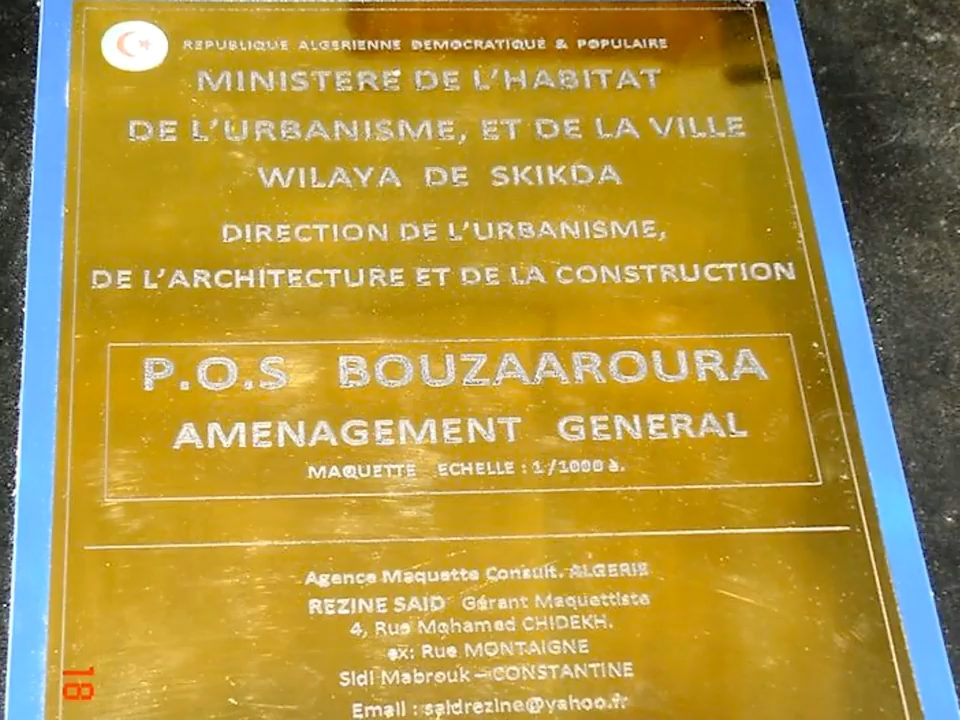 REPUBLIQUE ALGERIENNE DEMOCRATIQUE & POPULAIRE
MINISTERE DE L'HABITAT
DE L'URBANISME, ET DE LA VILLE
WILAYA DE SKIKDA
DIRECTION DE L'URBANISME,
DE L'ARCHITECTURE ET DE LA CONSTRUCTION
P.O.S BOUZAAROURA
AMENAGEMENT GENERAL
MAQUETTE ECHELLE : 1/1000 è.
Agence Maquette Consult. ALGERIE
REZINE SAID Gérant Maquettiste
4, Rue Mohamed CHIDEKH.
ex: Rue MONTAIGNE
Sidi Mabrouk – CONSTANTINE
Email : saidrezine@yahoo.fr
18